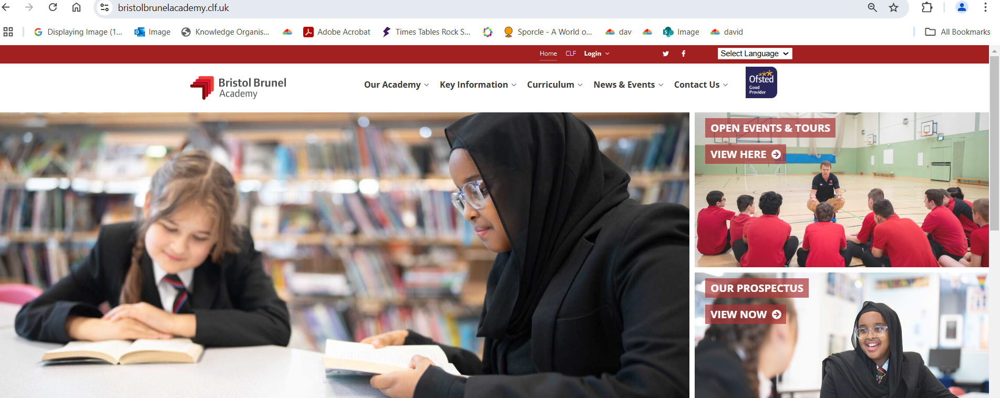 bristolbrunelacademy.clf.uk
Displaying Image (1... Image Knowledge Organis... Adobe Acrobat Times Tables Rock S... Sporcle - A World o... dav Image david All Bookmarks
Home CLF Login Select Language
Bristol Brunel
Academy
Our Academy Key Information Curriculum News & Events Contact Us
Ofsted
Good
Provider
OPEN EVENTS & TOURS
VIEW HERE
OUR PROSPECTUS
VIEW NOW